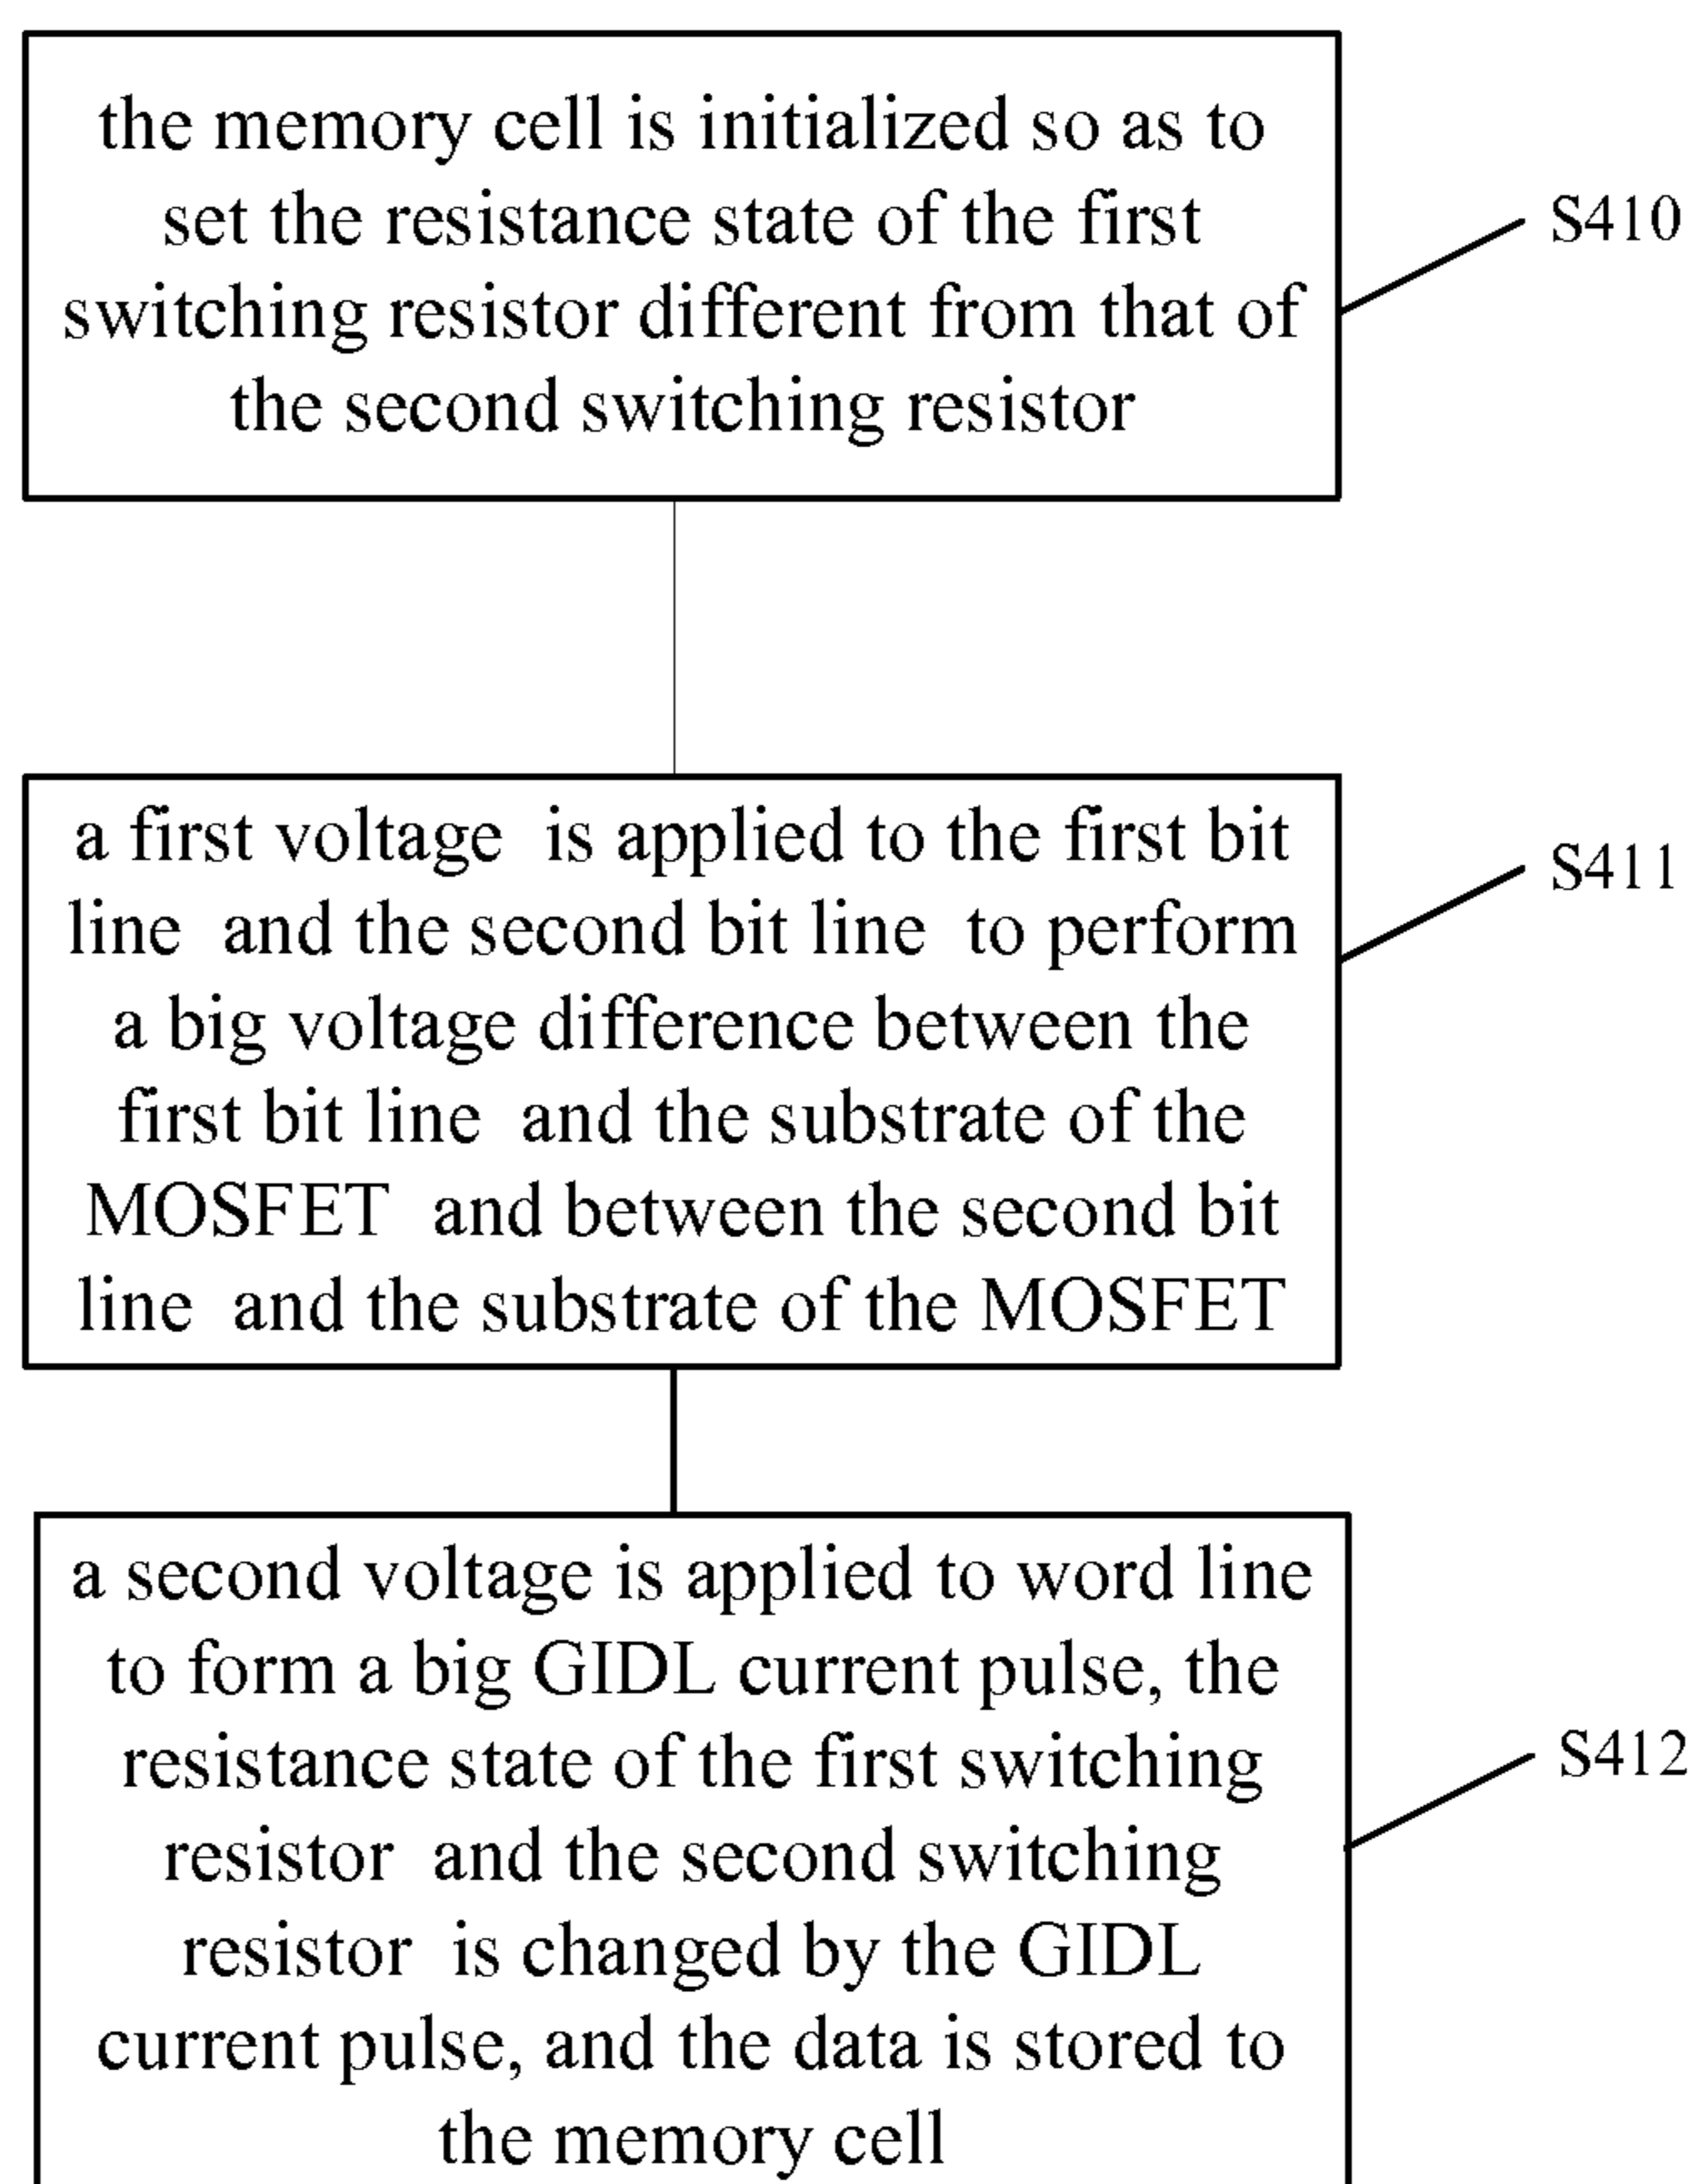 the memory cell is initialized so as to
set the resistance state of the first
switching resistor different from that of
the second switching resistor
S410
a first voltage is applied to the first bit
line and the second bit line to perform
a big voltage difference between the
first bit line and the substrate of the
MOSFET and between the second bit
line and the substrate of the MOSFET
S411
a second voltage is applied to word line
to form a big GIDL current pulse, the
resistance state of the first switching
resistor and the second switching
resistor is changed by the GIDL
current pulse, and the data is stored to
the memory cell
S412